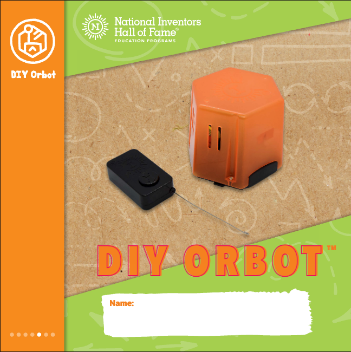 DIY Orbot
National Inventors
Hall of Fame®
EDUCATION PROGRAMS
DIY ORBOT™
Name: